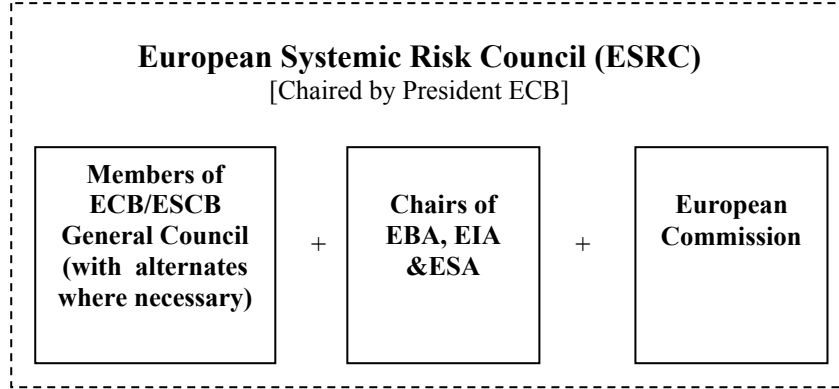 European Systemic Risk Council (ESRC)
[Chaired by President ECB]
Members of
ECB/ESCB
General Council
(with alternates
where necessary)
+
Chairs of
EBA, EIA
&ESA
+
European
Commission